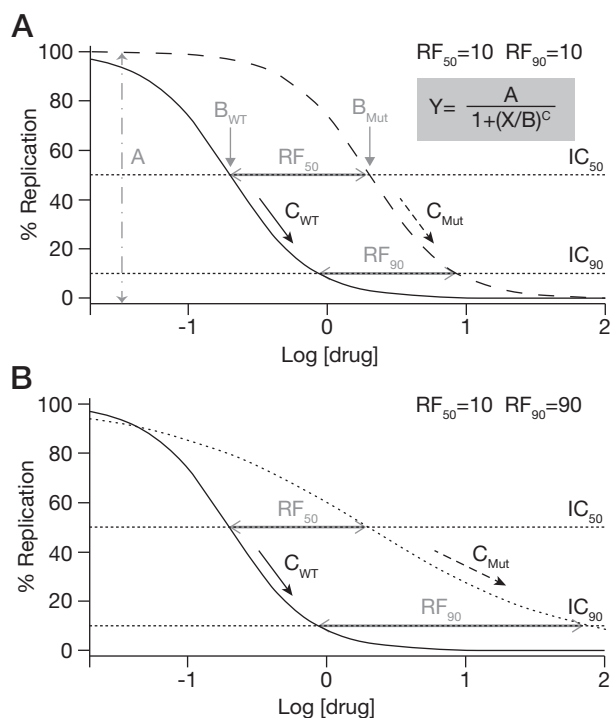 A
RF50=10 RF90=10
100
80
60
40
20
0
% Replication
A
BWT
BMut
Y= A
1+(X/B)^C
RF50
IC50
CWT
CMut
RF90
IC90
-1 0 1 2
Log [drug]
B
RF50=10 RF90=90
100
80
60
40
20
0
% Replication
RF50
IC50
CWT
CMut
RF90
IC90
-1 0 1 2
Log [drug]